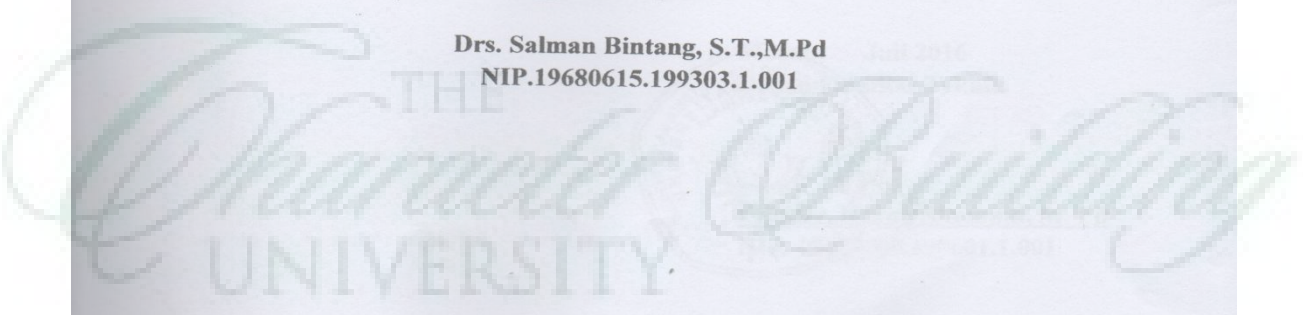 Drs. Salman Bintang, S.T.,M.Pd
NIP.19680615.199303.1.001
THE
Character Building
UNIVERSITY